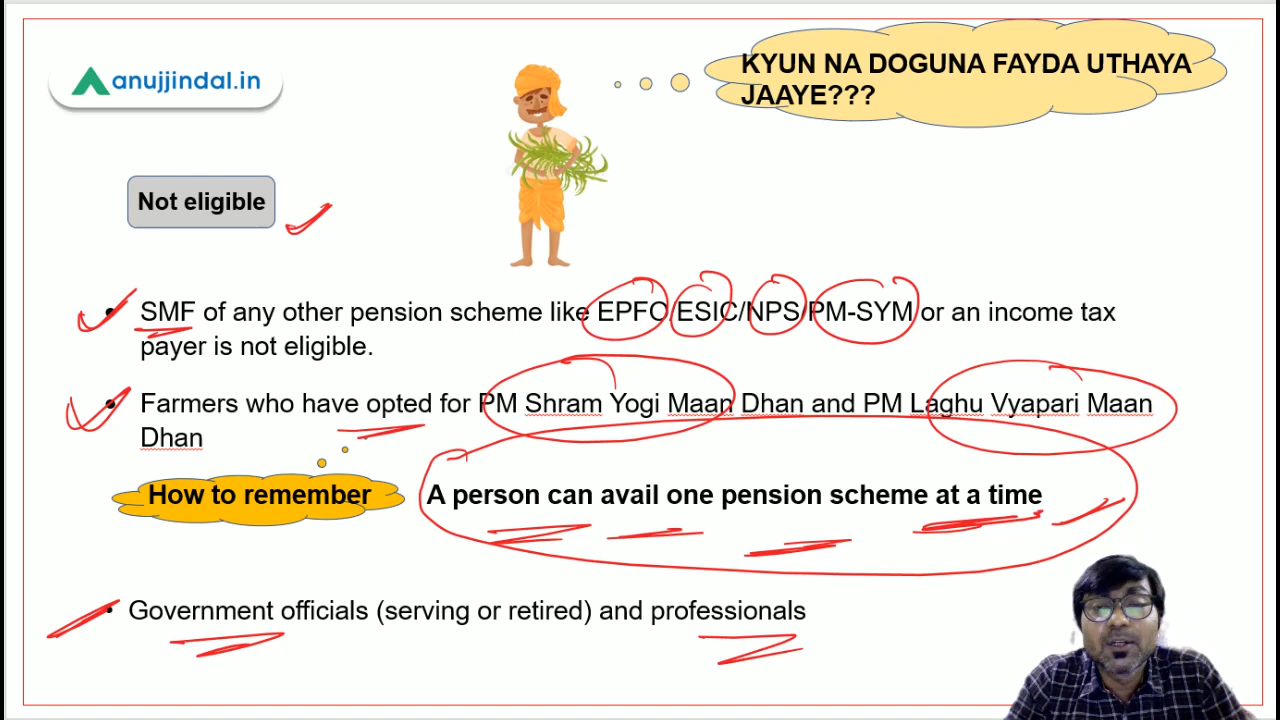 anujjindal.in
KYUN NA DOGUNA FAYDA UTHAYA
JAAYE???
Not eligible
• SMF of any other pension scheme like EPFO/ESIC/NPS/PM-SYM or an income tax
payer is not eligible.
• Farmers who have opted for PM Shram Yogi Maan Dhan and PM Laghu Vyapari Maan
Dhan
How to remember
A person can avail one pension scheme at a time
• Government officials (serving or retired) and professionals